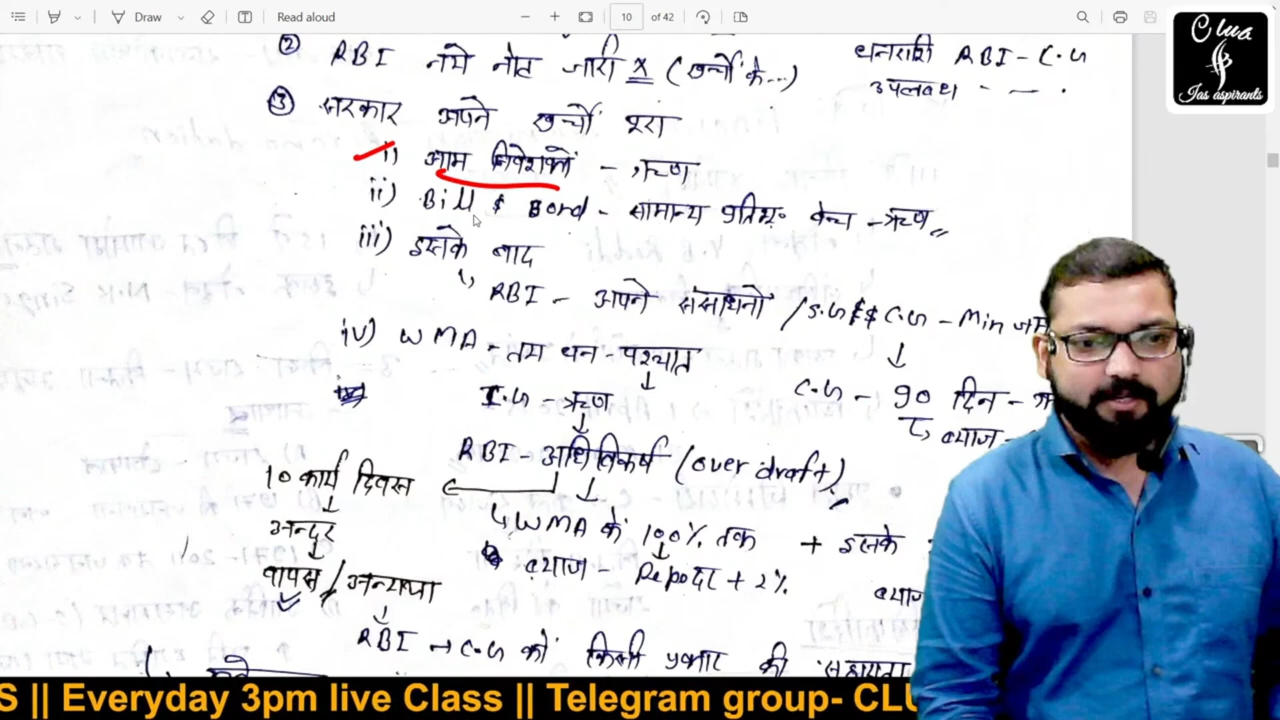 Draw
Read aloud
10 of 42
Clua
Ias aspirants
② RBI नये नोट जारी x (खर्चों के...)
धनराशि RBI - C.G
उपलब्ध - — .
③ सरकार अपने खर्चों
i) आम निवेशकों - ऋण
ii) Bill & Bond - सामान्य वेच - ऋण
iii) इसके बाद
RBI - अपने संसाधनों / S.G && C.G - Min जमा
iv) WMA - तय धन - पश्चात
C.G - 90 दिन -
ब्याज -
C.G - ऋण
RBI - अधिविकर्ष (over draft)
10 कार्य दिवस
WMA के 100% तक + इसके
अन्दर
ब्याज - Repo दर + 2%
वापस / अन्यथा
RBI → C.G को किसी प्रकार की सहायता
S || Everyday 3pm live Class || Telegram group- CLU